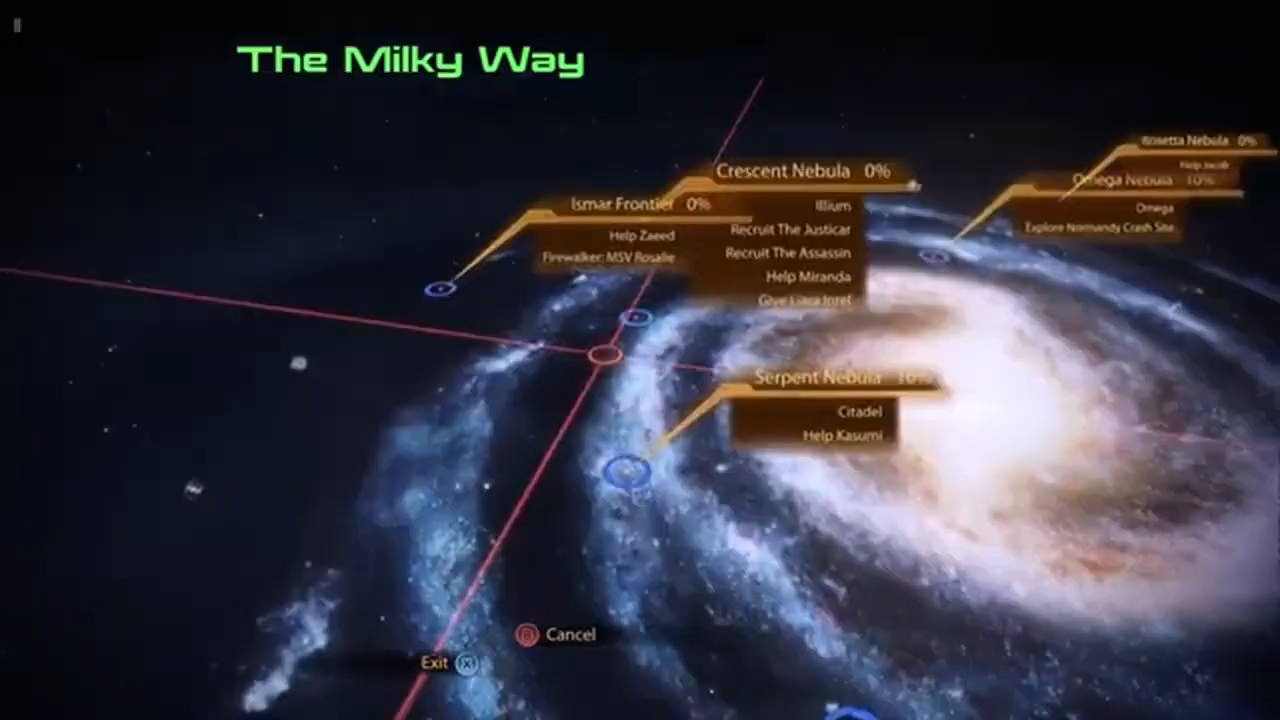 The Milky Way
Rosetta Nebula 0%
Help Jacob
Omega Nebula 10%
Omega
Explore Normandy Crash Site
Crescent Nebula 0%
Illium
Recruit The Justicar
Recruit The Assassin
Help Miranda
Give Liara Intel
Ismar Frontier 0%
Help Zaeed
Firewalker: MSV Rosalie
Serpent Nebula 10%
Citadel
Help Kasumi
B Cancel
Exit X